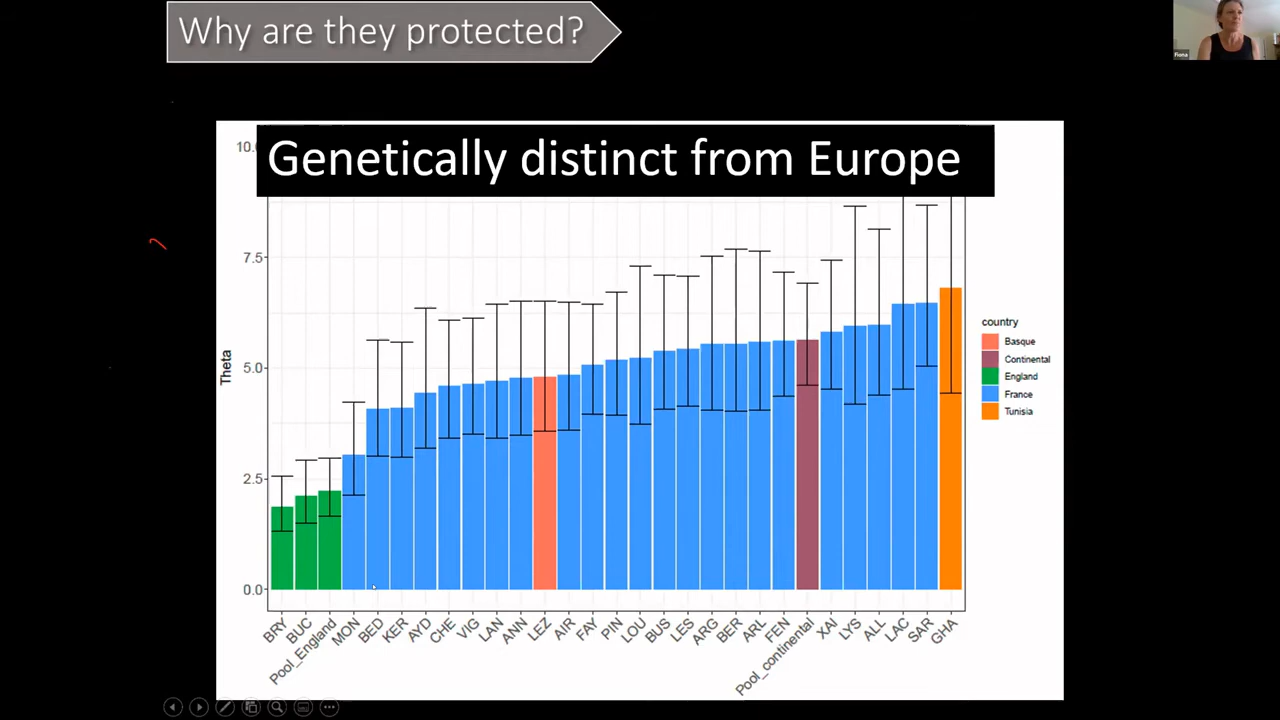 Why are they protected?
Fiona
Genetically distinct from Europe
10.
7.5
5.0
2.5
0.0
Theta
BRY
BUC
Pool_England
MON
BED
KER
AYD
CHE
VIG
LAN
ANN
LEZ
AIR
FAY
PIN
LOU
BUS
LES
ARG
BER
ARL
FEN
Pool_continental
XAI
LYS
ALL
LAC
SAR
GHA
country
Basque
Continental
England
France
Tunisia